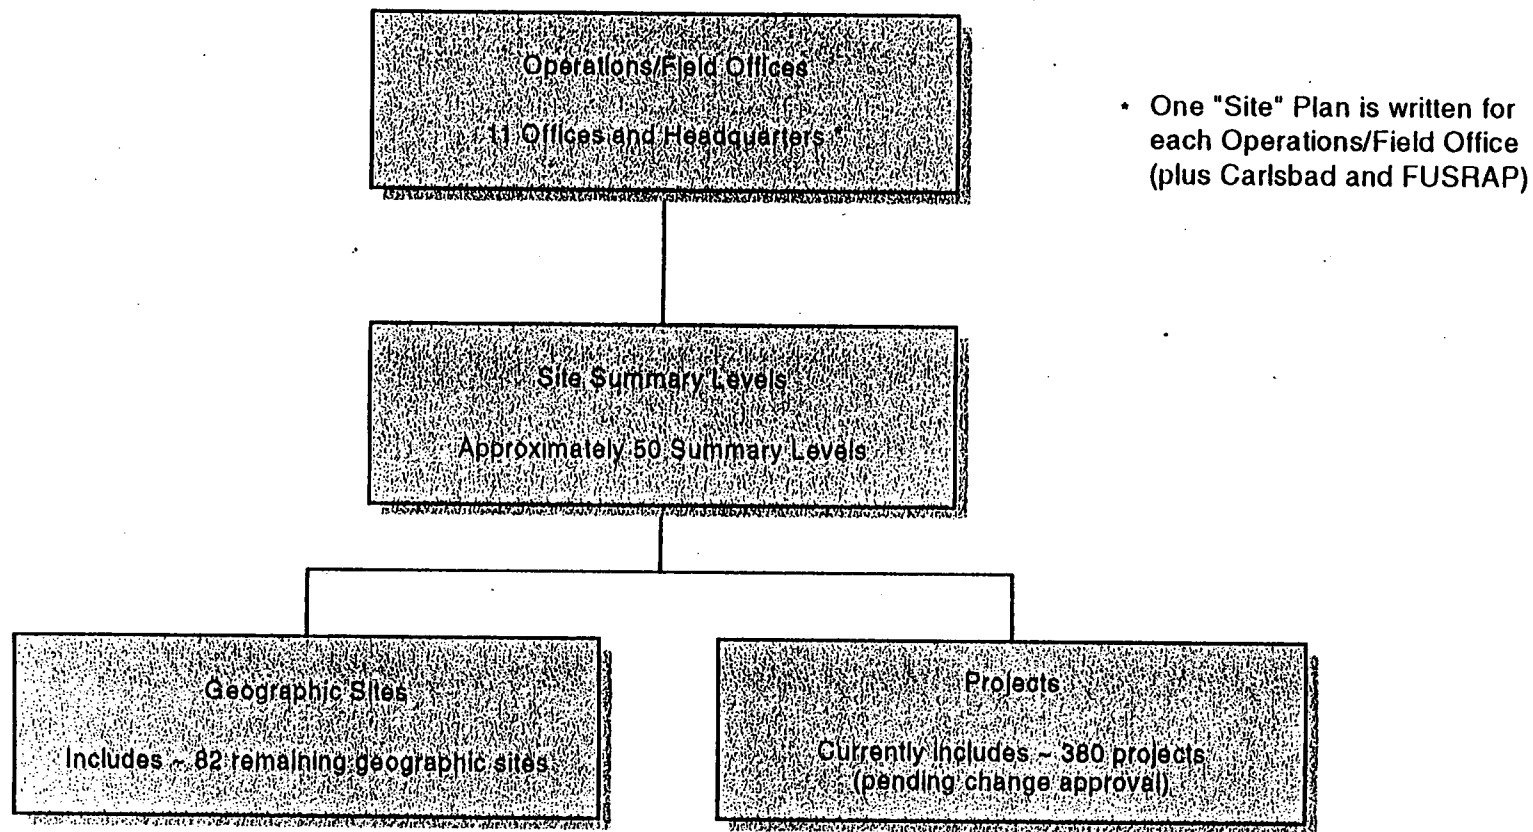 Operations/Field Offices
11 Offices and Headquarters *
* One "Site" Plan is written for
each Operations/Field Office
(plus Carlsbad and FUSRAP)
Site Summary Levels
Approximately 50 Summary Levels
Geographic Sites
Includes ~ 82 remaining geographic sites
Projects
Currently includes ~ 380 projects
(pending change approval)